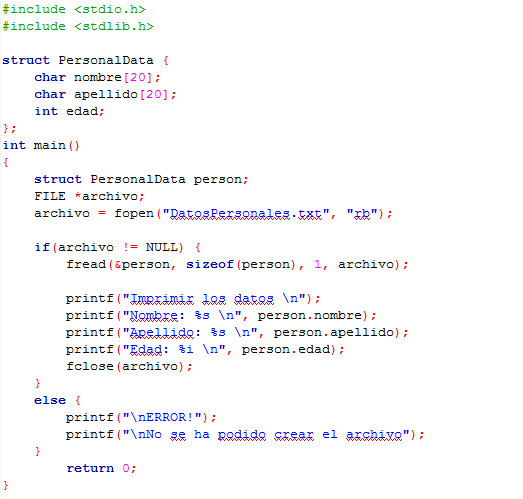 #include <stdio.h>
#include <stdlib.h>

struct PersonalData {
    char nombre[20];
    char apellido[20];
    int edad;
};
int main()
{
    struct PersonalData person;
    FILE *archivo;
    archivo = fopen("DatosPersonales.txt", "rb");

    if(archivo != NULL) {
        fread(&person, sizeof(person), 1, archivo);

        printf("Imprimir los datos \n");
        printf("Nombre: %s \n", person.nombre);
        printf("Apellido: %s \n", person.apellido);
        printf("Edad: %i \n", person.edad);
        fclose(archivo);
    }
    else {
        printf("\nERROR!");
        printf("\nNo se ha podido crear el archivo");
    }
        return 0;
}